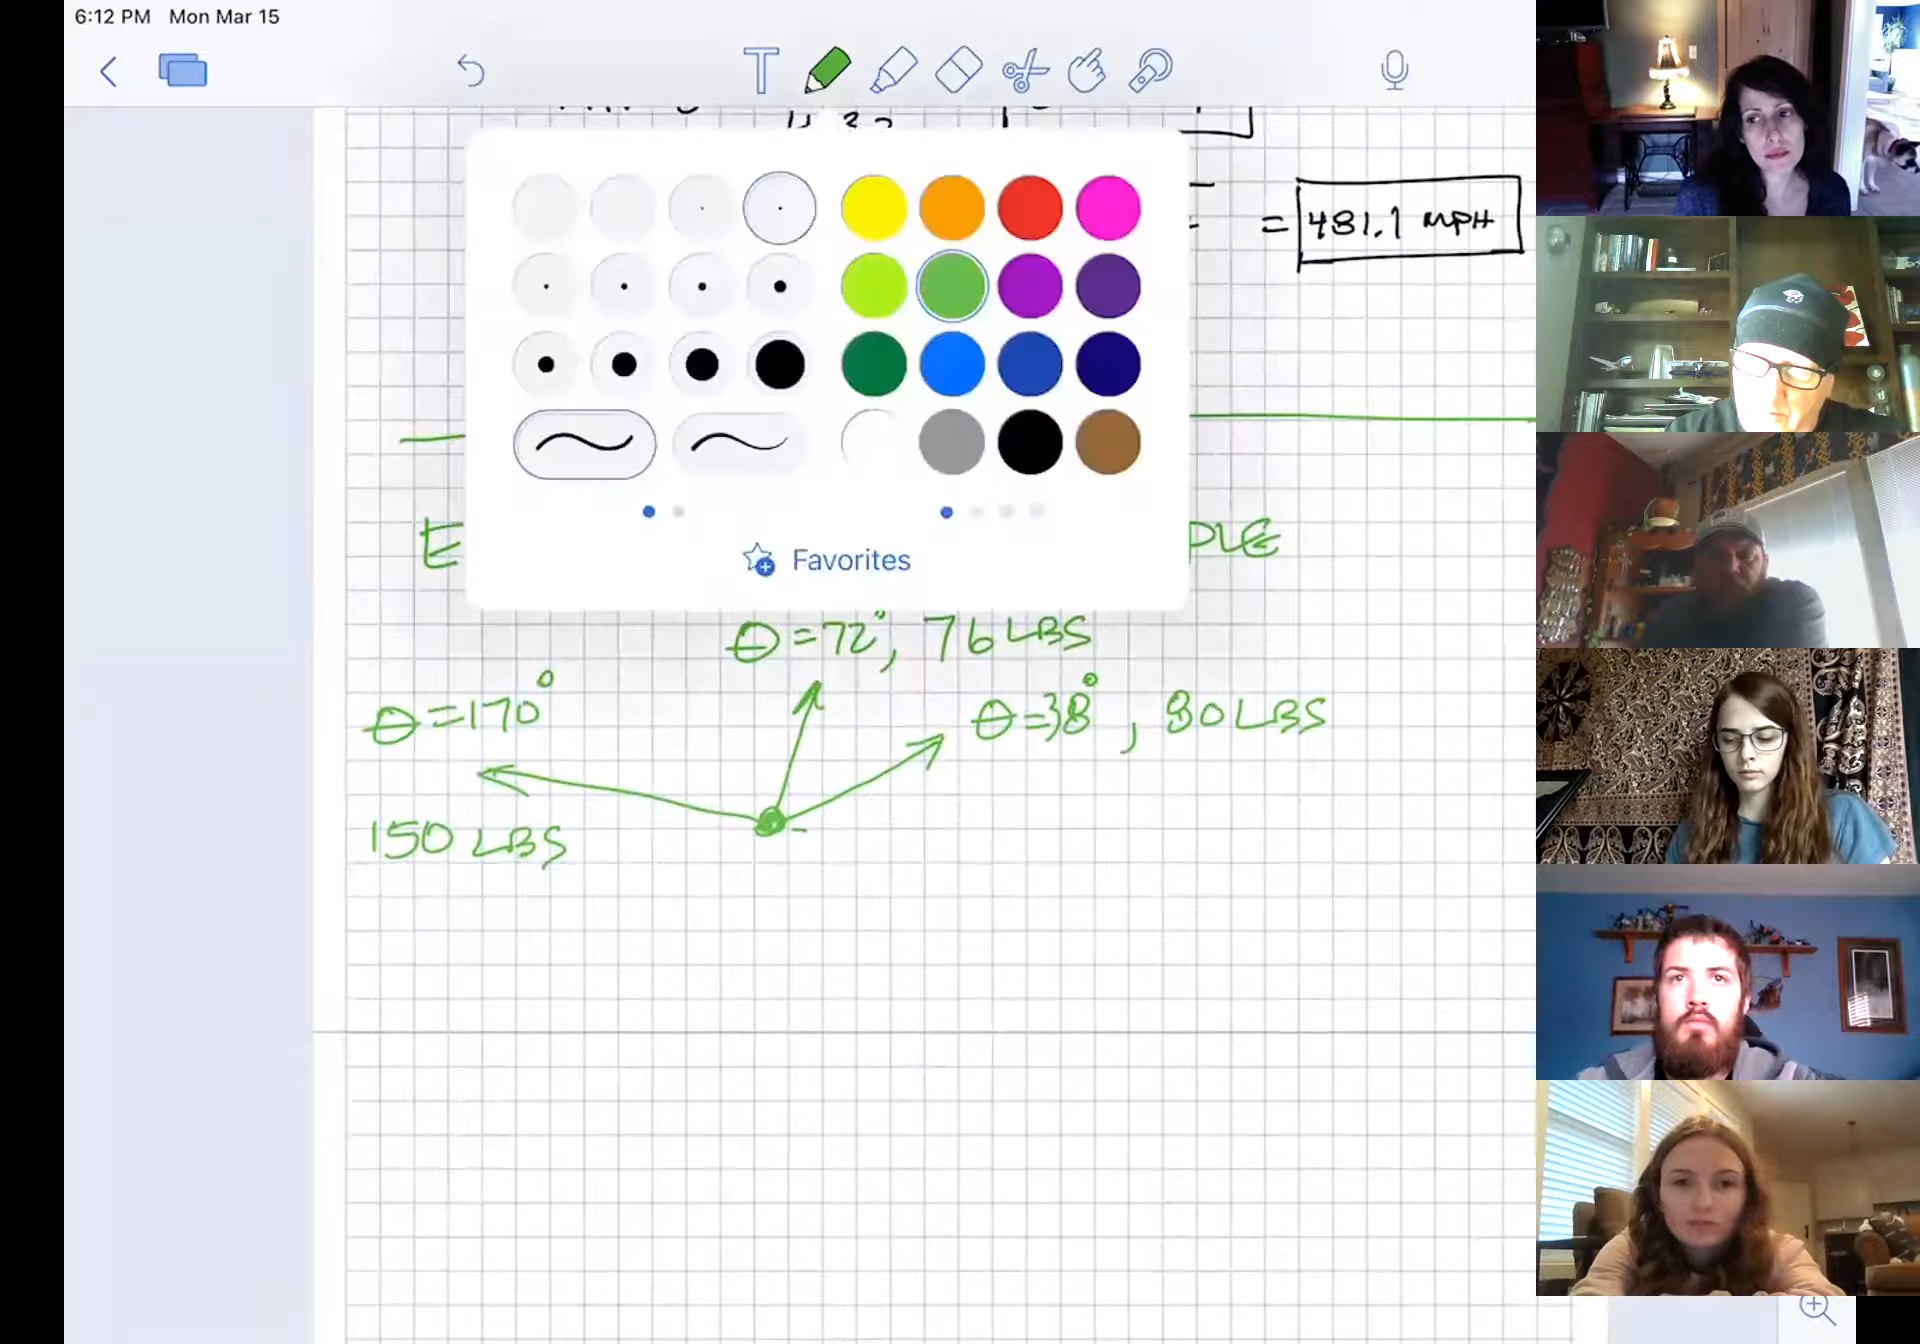 6:12 PM Mon Mar 15
T
= 481.1 MPH
Favorites
θ = 72°, 76 LBS
θ = 170°
θ = 38°, 80 LBS
150 LBS